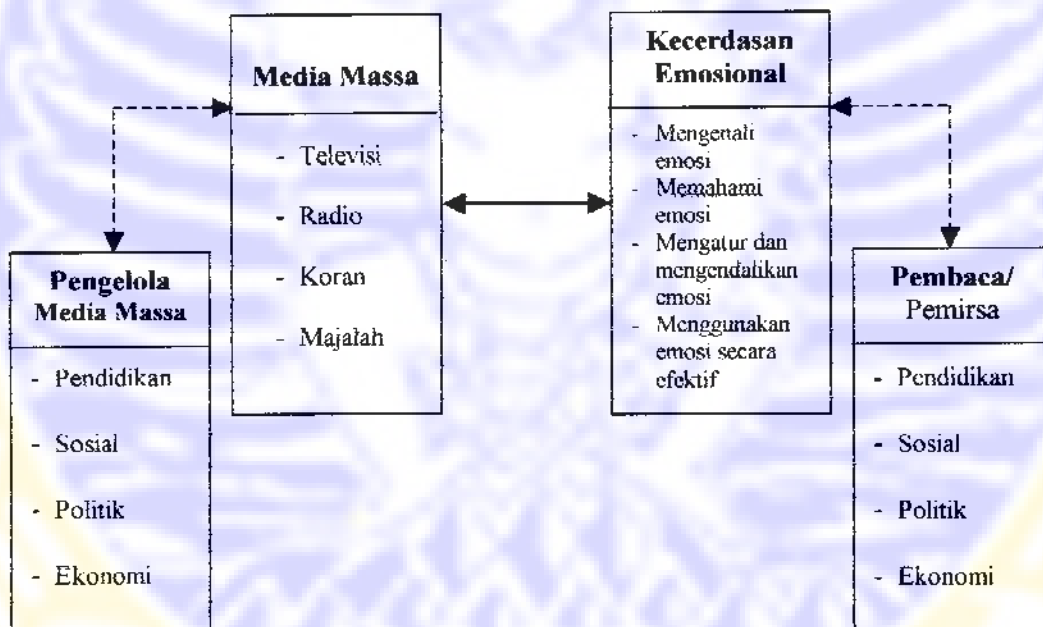 Media Massa
- Televisi
- Radio
- Koran
- Majalah
Kecerdasan
Emosional
- Mengenali
emosi
- Memahami
emosi
- Mengatur dan
mengendalikan
emosi
- Menggunakan
emosi secara
efektif
Pengelola
Media Massa
- Pendidikan
- Sosial
- Politik
- Ekonomi
Pembaca/
Pemirsa
- Pendidikan
- Sosial
- Politik
- Ekonomi